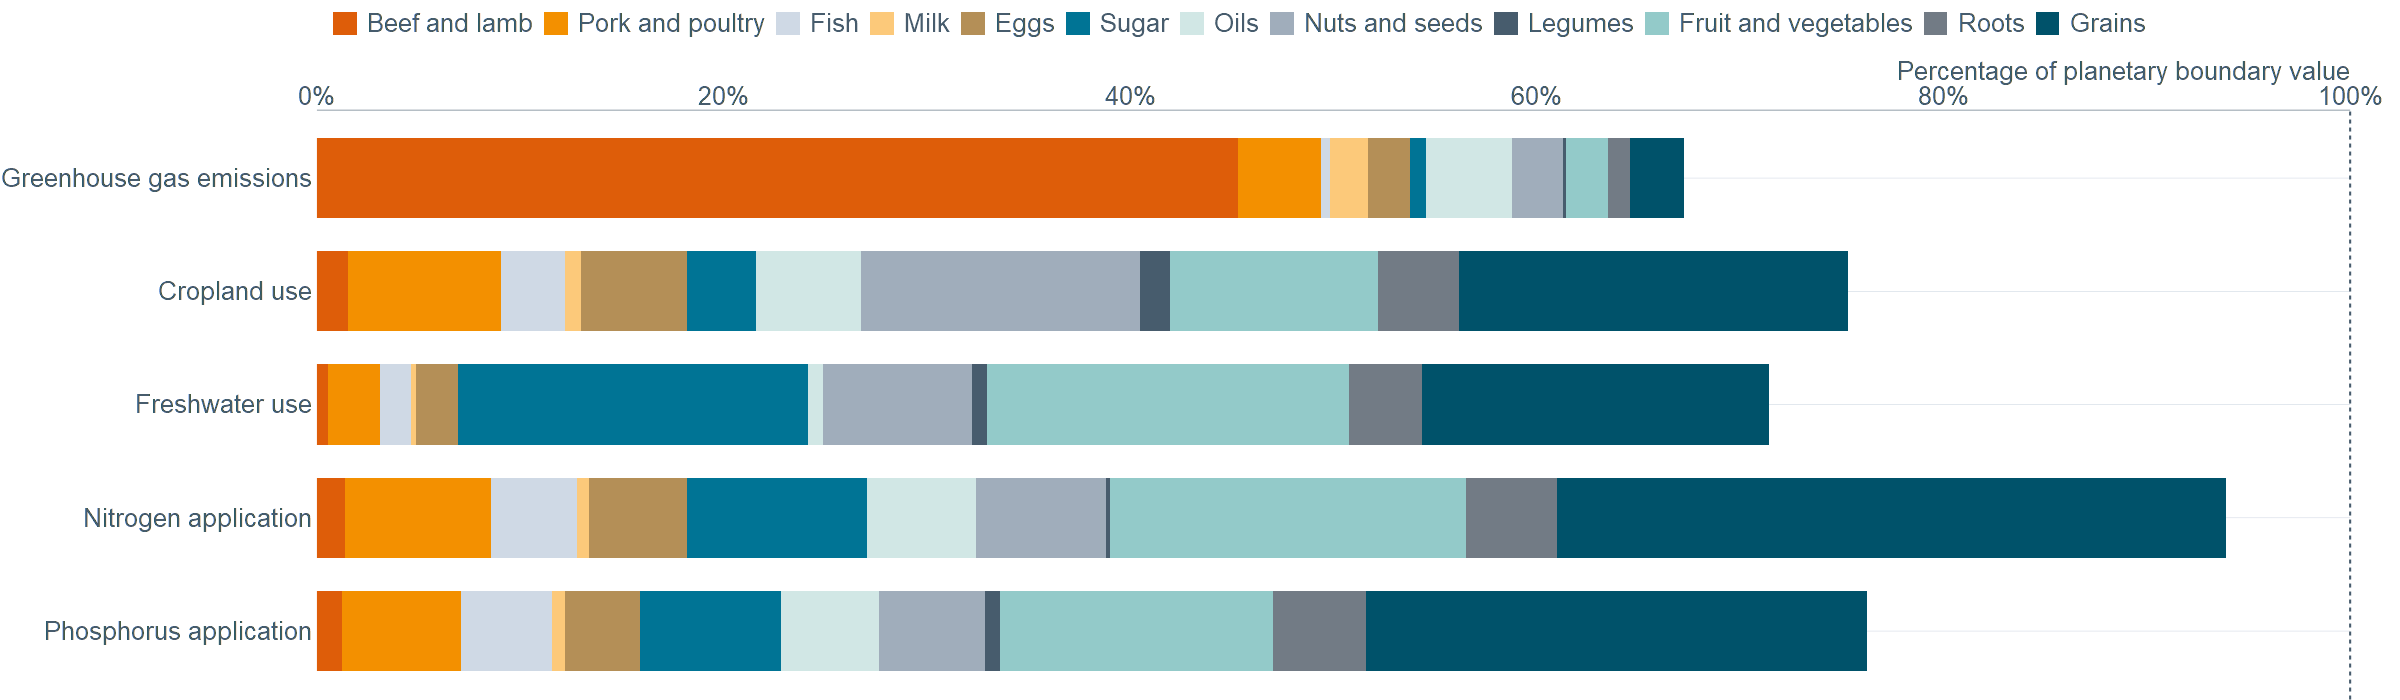 Beef and lamb Pork and poultry Fish Milk Eggs Sugar Oils Nuts and seeds Legumes Fruit and vegetables Roots Grains
Percentage of planetary boundary value
0% 20% 40% 60% 80% 100%
Greenhouse gas emissions
Cropland use
Freshwater use
Nitrogen application
Phosphorus application